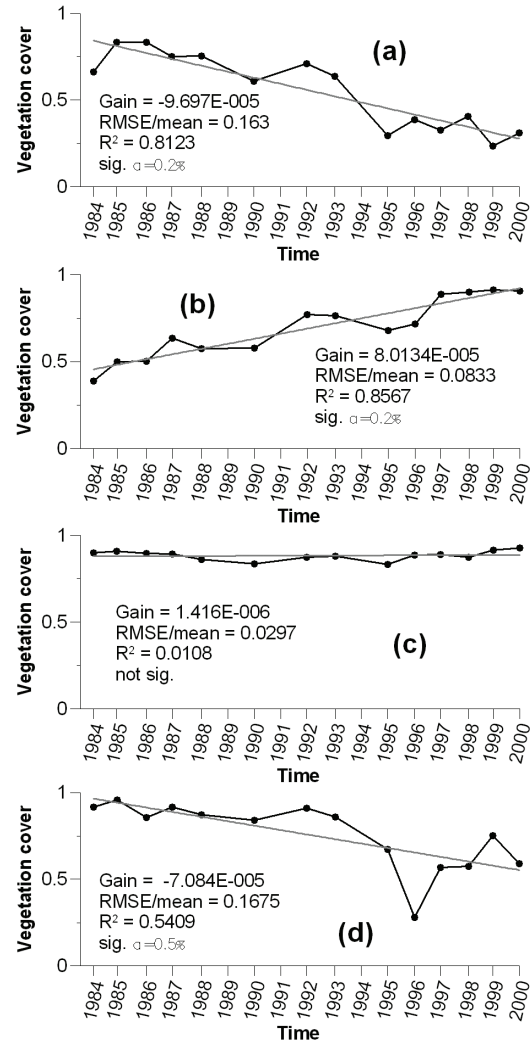 1
(a)
Vegetation cover
0.5
Gain = -9.697E-005
RMSE/mean = 0.163
R² = 0.8123
sig. α=0.2%
0
1984 1985 1986 1987 1988 1989 1990 1991 1992 1993 1994 1995 1996 1997 1998 1999 2000
Time
1
(b)
Vegetation cover
0.5
Gain = 8.0134E-005
RMSE/mean = 0.0833
R² = 0.8567
sig. α=0.2%
0
1984 1985 1986 1987 1988 1989 1990 1991 1992 1993 1994 1995 1996 1997 1998 1999 2000
Time
1
Vegetation cover
0.5
Gain = 1.416E-006
RMSE/mean = 0.0297
R² = 0.0108
not sig.
(c)
0
1984 1985 1986 1987 1988 1989 1990 1991 1992 1993 1994 1995 1996 1997 1998 1999 2000
Time
1
Vegetation cover
0.5
Gain = -7.084E-005
RMSE/mean = 0.1675
R² = 0.5409
sig. α=0.5%
(d)
0
1984 1985 1986 1987 1988 1989 1990 1991 1992 1993 1994 1995 1996 1997 1998 1999 2000
Time